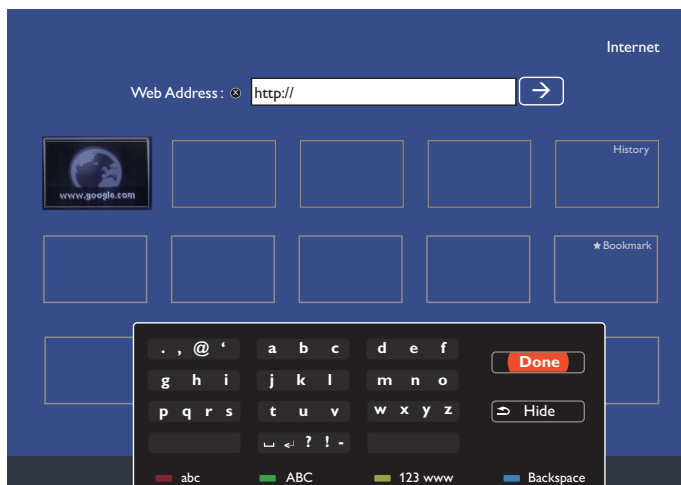 Internet
Web Address : http://
www.google.com
History
★ Bookmark
. , @ ‘ a b c d e f
Done
g h i j k l m n o
p q r s t u v w x y z
Hide
␣ ↲ ? ! -
abc ABC 123 www Backspace